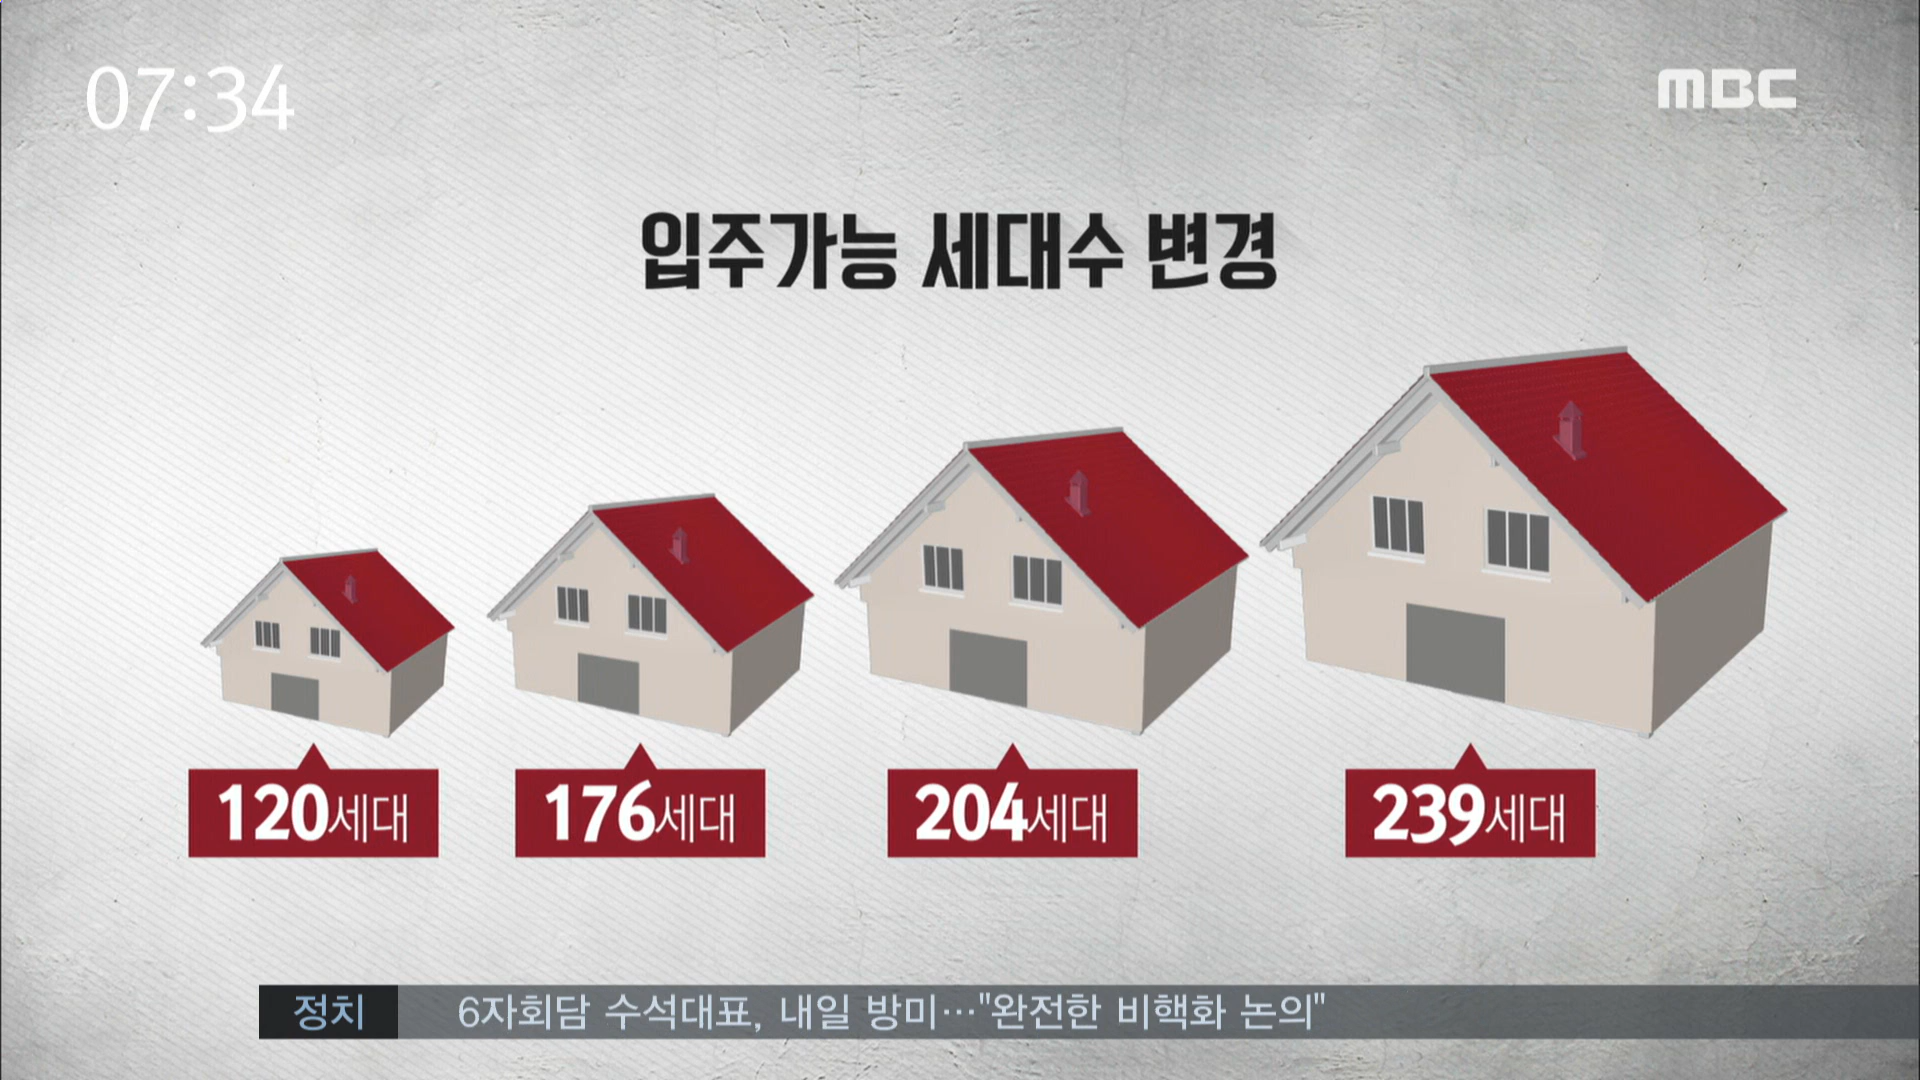 07:34
MBC
입주가능 세대수 변경
120세대
176세대
204세대
239세대
정치
6자회담 수석대표, 내일 방미…"완전한 비핵화 논의"